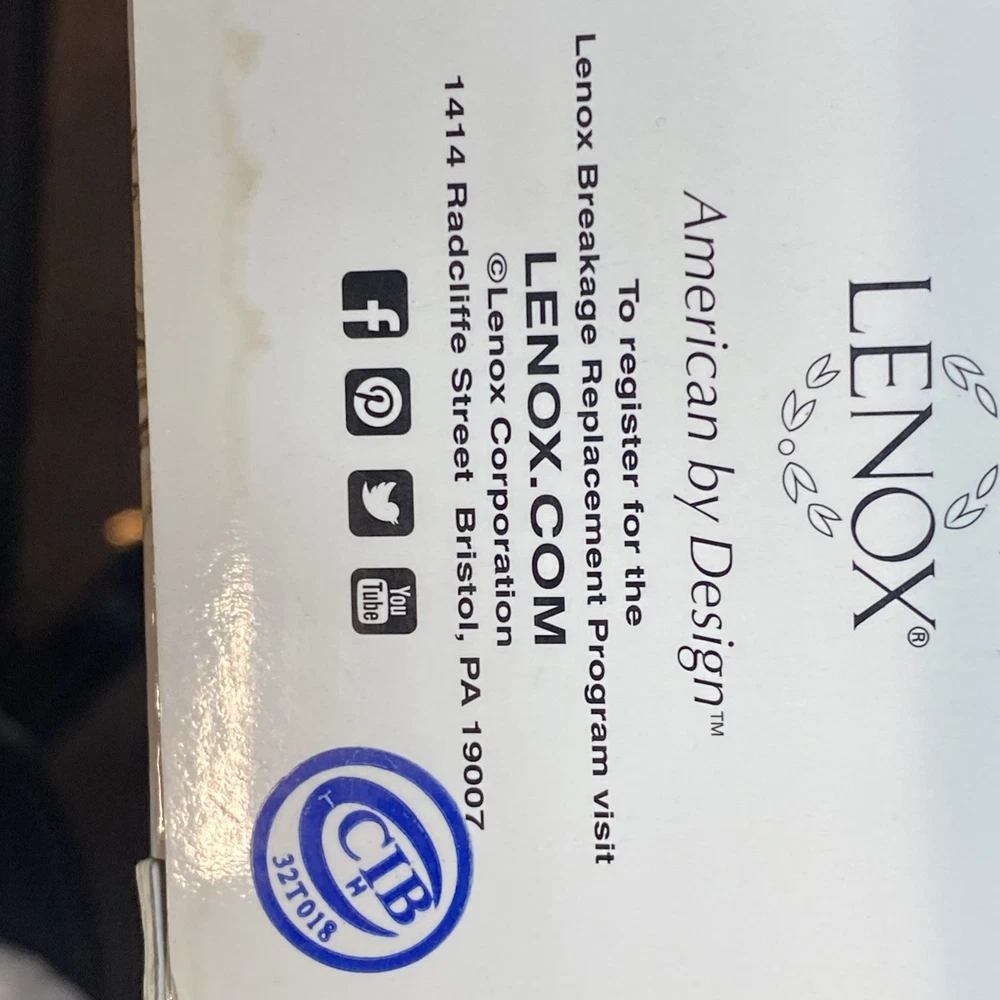 LENOX®
American by Design™
To register for the
Lenox Breakage Replacement Program visit
LENOX.COM
©Lenox Corporation
1414 Radcliffe Street Bristol, PA 19007
You
Tube
CIB
H
32T018